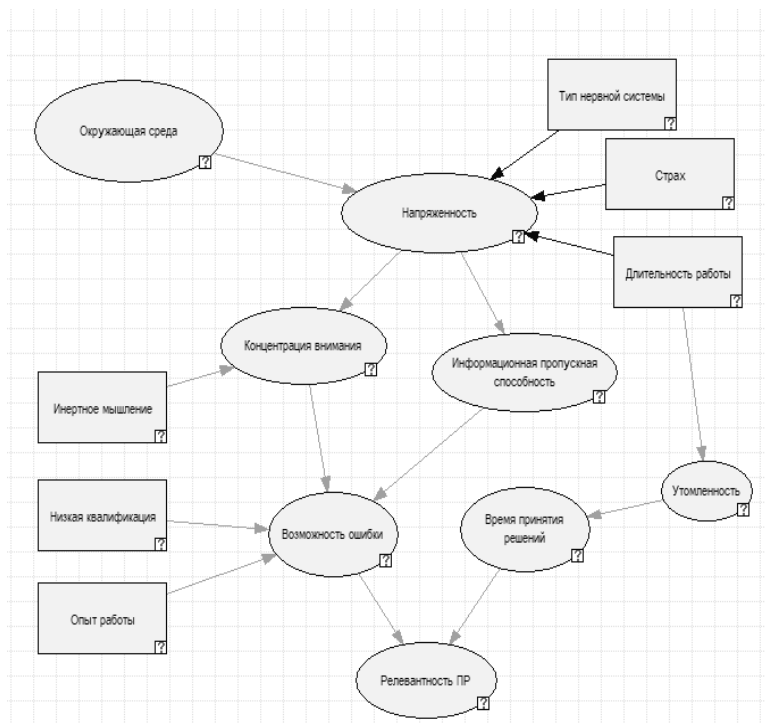 Тип нервной системы
Окружающая среда
?
?
Страх
Напряженность
?
?
Длительность работы
?
Концентрация внимания
?
Информационная пропускная
способность
?
Инертное мышление
?
Утомленность
?
Низкая квалификация
?
Возможность ошибки
?
Время принятия
решений
?
Опыт работы
?
Релевантность ПР
?